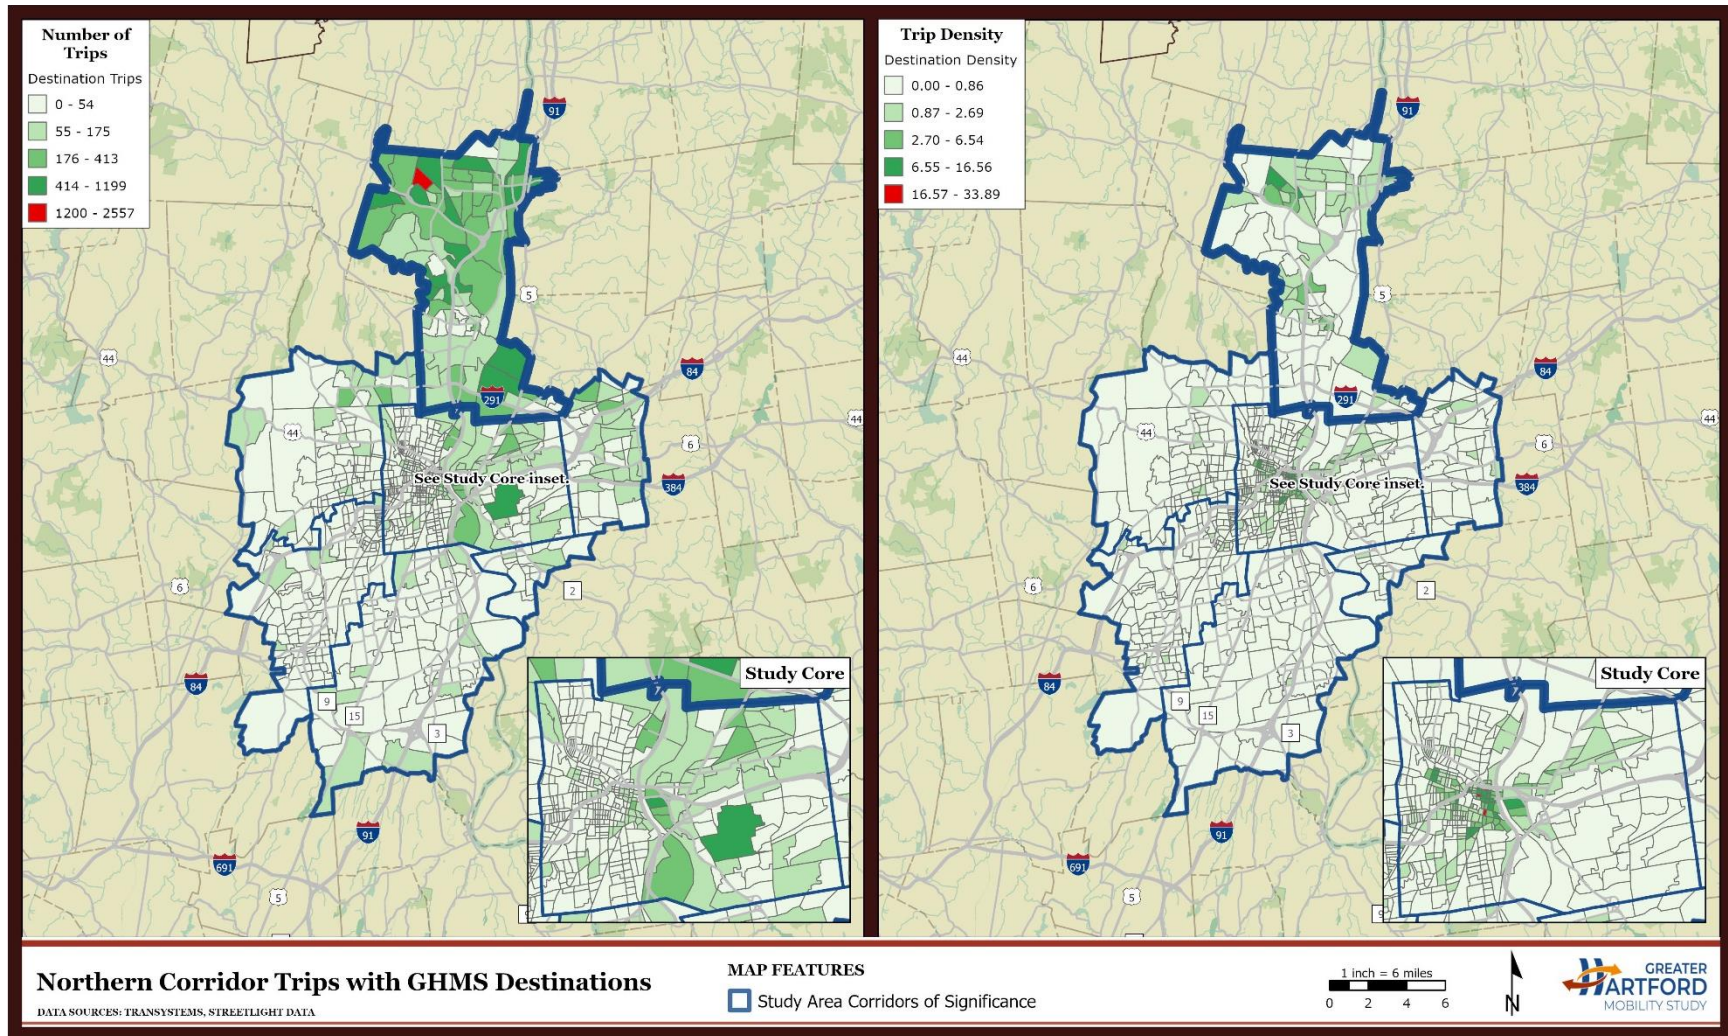 Number of
Trips
Destination Trips
0 - 54
55 - 175
176 - 413
414 - 1199
1200 - 2557
91
5
44
84
291
44
44
6
See Study Core inset.
384
6
2
84
9
15
3
91
691
5
Study Core
Trip Density
Destination Density
0.00 - 0.86
0.87 - 2.69
2.70 - 6.54
6.55 - 16.56
16.57 - 33.89
91
5
44
84
291
44
44
6
See Study Core inset.
384
6
2
84
9
15
3
91
691
5
Study Core
Northern Corridor Trips with GHMS Destinations
DATA SOURCES: TRANSYSTEMS, STREETLIGHT DATA
MAP FEATURES
Study Area Corridors of Significance
1 inch = 6 miles
0 2 4 6
N
GREATER
HARTFORD
MOBILITY STUDY